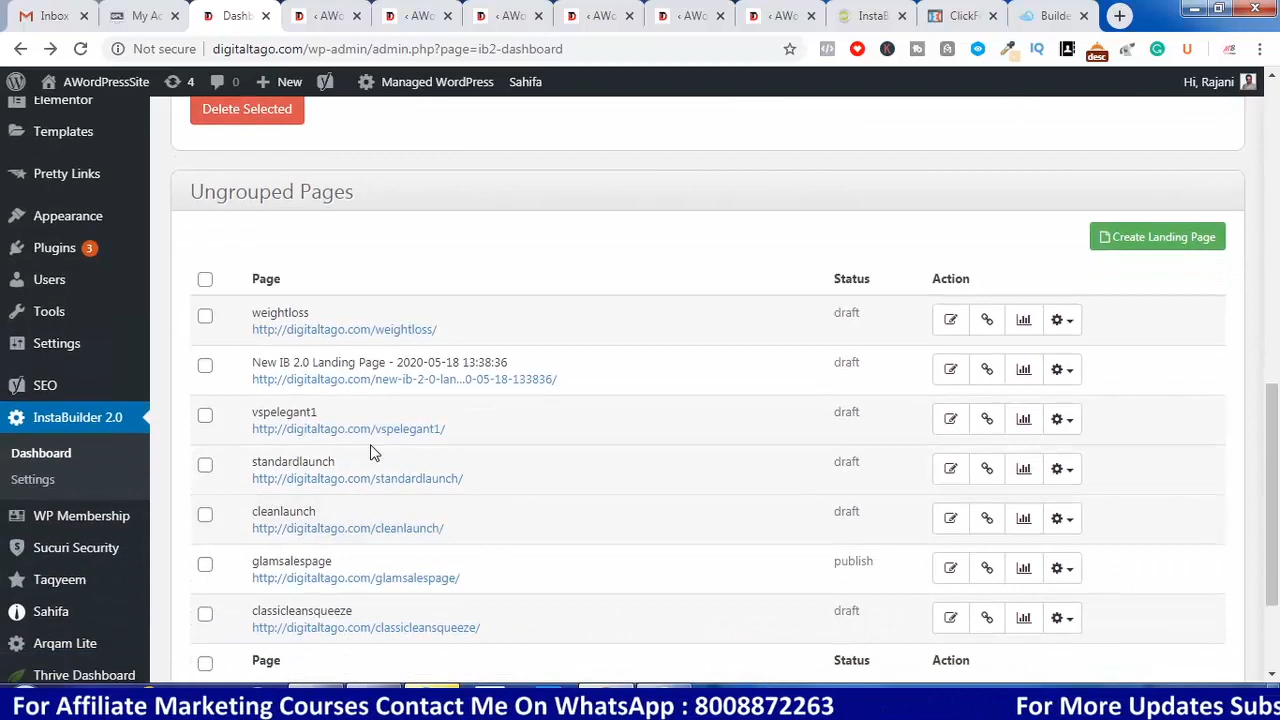 Inbox
My Ac
Dashb
‹ AWo
‹ AWo
‹ AWo
‹ AWo
‹ AWo
‹ AWo
InstaB
ClickF
Builde
Not secure
digitaltago.com/wp-admin/admin.php?page=ib2-dashboard
AWordPressSite
4
0
New
Managed WordPress
Sahifa
Hi, Rajani
Elementor
Templates
Pretty Links
Appearance
Plugins 3
Users
Tools
Settings
SEO
InstaBuilder 2.0
Dashboard
Settings
WP Membership
Sucuri Security
Taqyeem
Sahifa
Arqam Lite
Thrive Dashboard
Delete Selected
Ungrouped Pages
Create Landing Page
Page Status Action
weightloss draft
http://digitaltago.com/weightloss/
New IB 2.0 Landing Page - 2020-05-18 13:38:36 draft
http://digitaltago.com/new-ib-2-0-lan...0-05-18-133836/
vspelegant1 draft
http://digitaltago.com/vspelegant1/
standardlaunch draft
http://digitaltago.com/standardlaunch/
cleanlaunch draft
http://digitaltago.com/cleanlaunch/
glamsalespage publish
http://digitaltago.com/glamsalespage/
classicleansqueeze draft
http://digitaltago.com/classicleansqueeze/
Page Status Action
For Affiliate Marketing Courses Contact Me On WhatsApp : 8008872263 For More Updates Subs